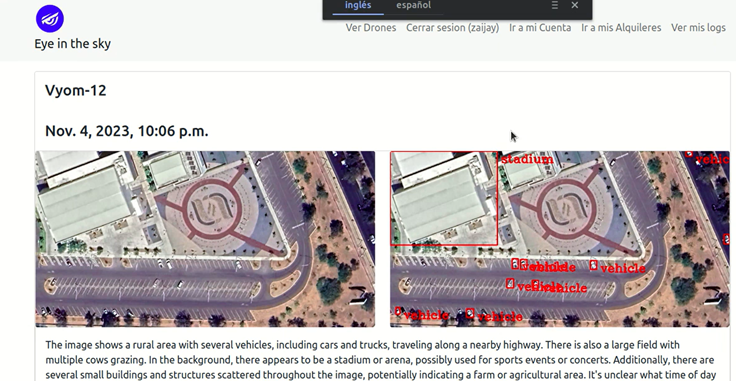 inglés español
Ver Drones Cerrar sesion (zaijay) Ir a mi Cuenta Ir a mis Alquileres Ver mis logs
Eye in the sky
Vyom-12
Nov. 4, 2023, 10:06 p.m.
stadium
vehic
vehicle
vehicle
vehicle
vehicle
vehicle
vehicle
The image shows a rural area with several vehicles, including cars and trucks, traveling along a nearby highway. There is also a large field with
multiple cows grazing. In the background, there appears to be a stadium or arena, possibly used for sports events or concerts. Additionally, there are
several small buildings and structures scattered throughout the image, potentially indicating a farm or agricultural area. It's unclear what time of day